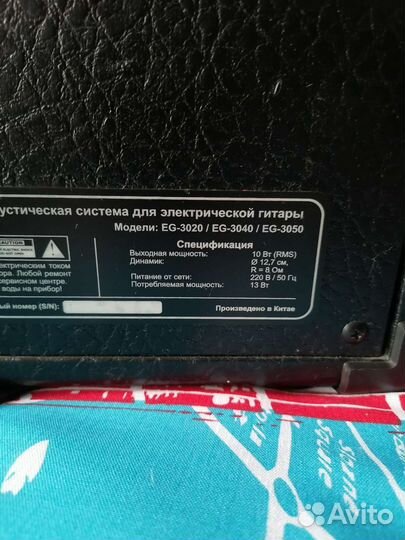 устическая система для электрической гитары
Модели: EG-3020 / EG-3040 / EG-3050
CAUTION
Спецификация
Выходная мощность: 10 Вт (RMS)
Динамик: Ø 12,7 см,
R = 8 Ом
Питание от сети: 220 В / 50 Гц
Потребляемая мощность: 13 Вт
ектрическим током
ора. Любой ремонт
сервисном центре.
воды на прибор!
ый номер (S/N):
Произведено в Китае
Avito